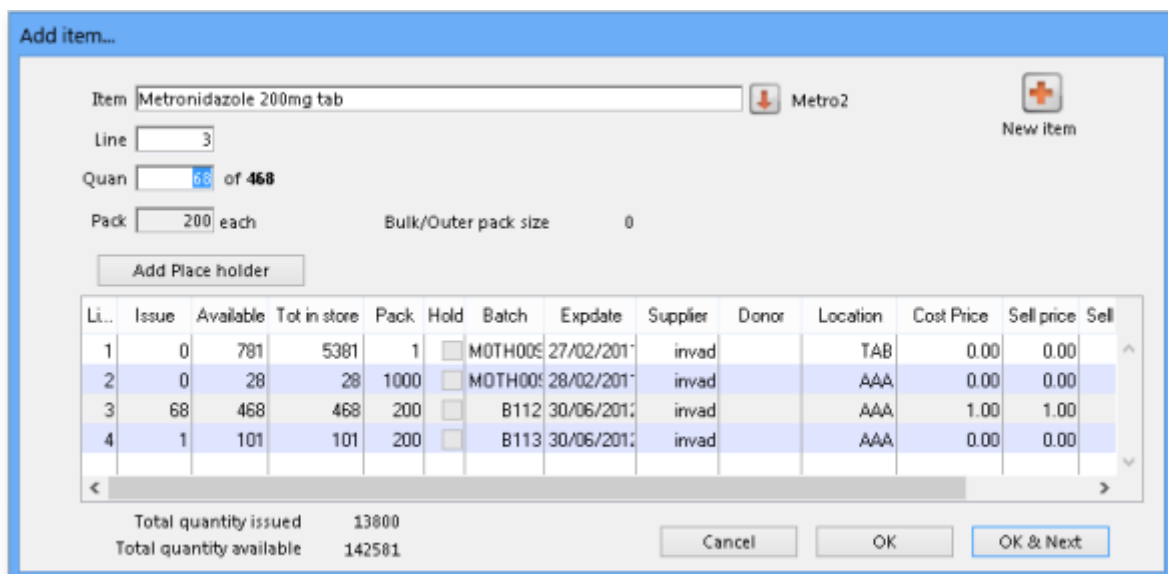 Add item...
Item Metronidazole 200mg tab Metro2
New item
Line 3
Quan 68 of 468
Pack 200 each Bulk/Outer pack size 0
Add Place holder
Li... Issue Available Tot in store Pack Hold Batch Expdate Supplier Donor Location Cost Price Sell price Sell
1 0 781 5381 1 M0TH009 27/02/201 invad TAB 0.00 0.00
2 0 28 28 1000 M0TH009 28/02/201 invad AAA 0.00 0.00
3 68 468 468 200 B112 30/06/201 invad AAA 1.00 1.00
4 1 101 101 200 B113 30/06/201 invad AAA 0.00 0.00
Total quantity issued 13800
Total quantity available 142581
Cancel OK OK & Next